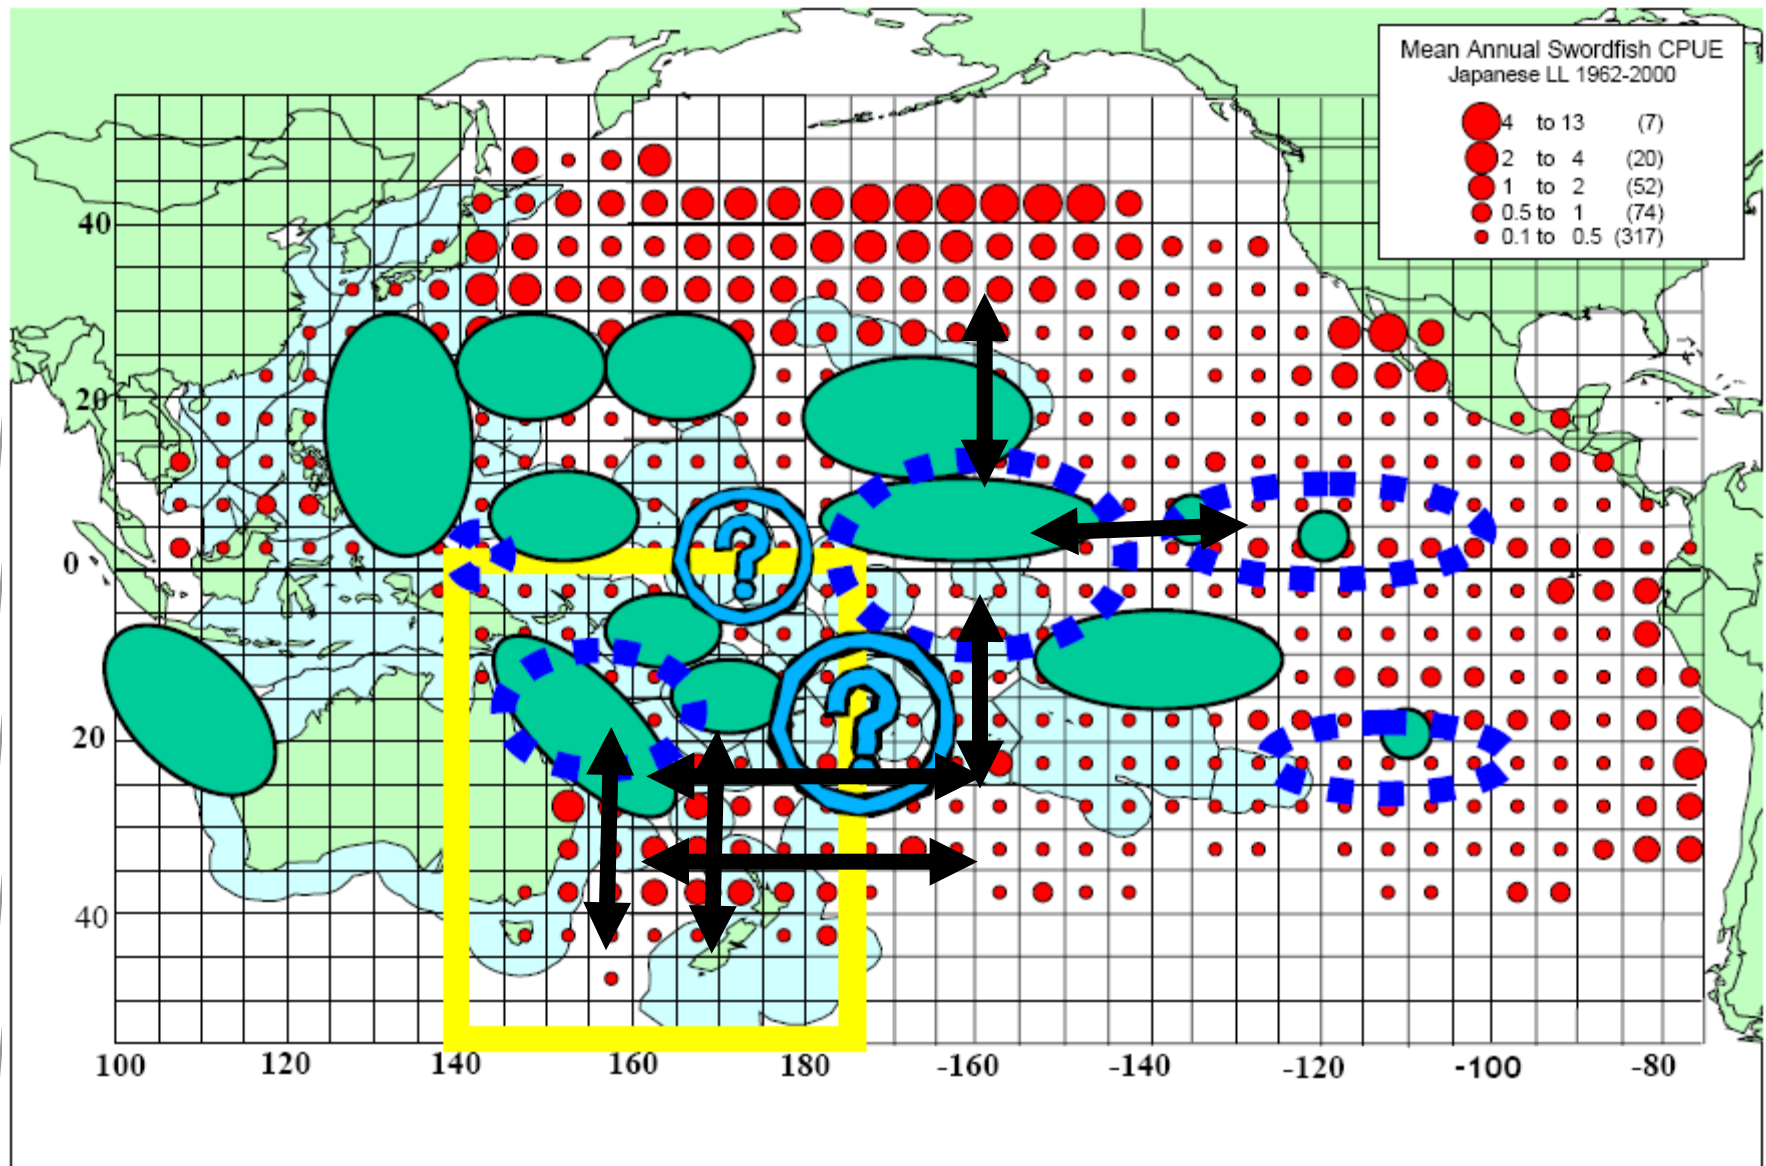 Mean Annual Swordfish CPUE
Japanese LL 1962-2000
4 to 13 (7)
2 to 4 (20)
1 to 2 (52)
0.5 to 1 (74)
0.1 to 0.5 (317)
40
20
0
20
40
?
?
100 120 140 160 180 -160 -140 -120 -100 -80